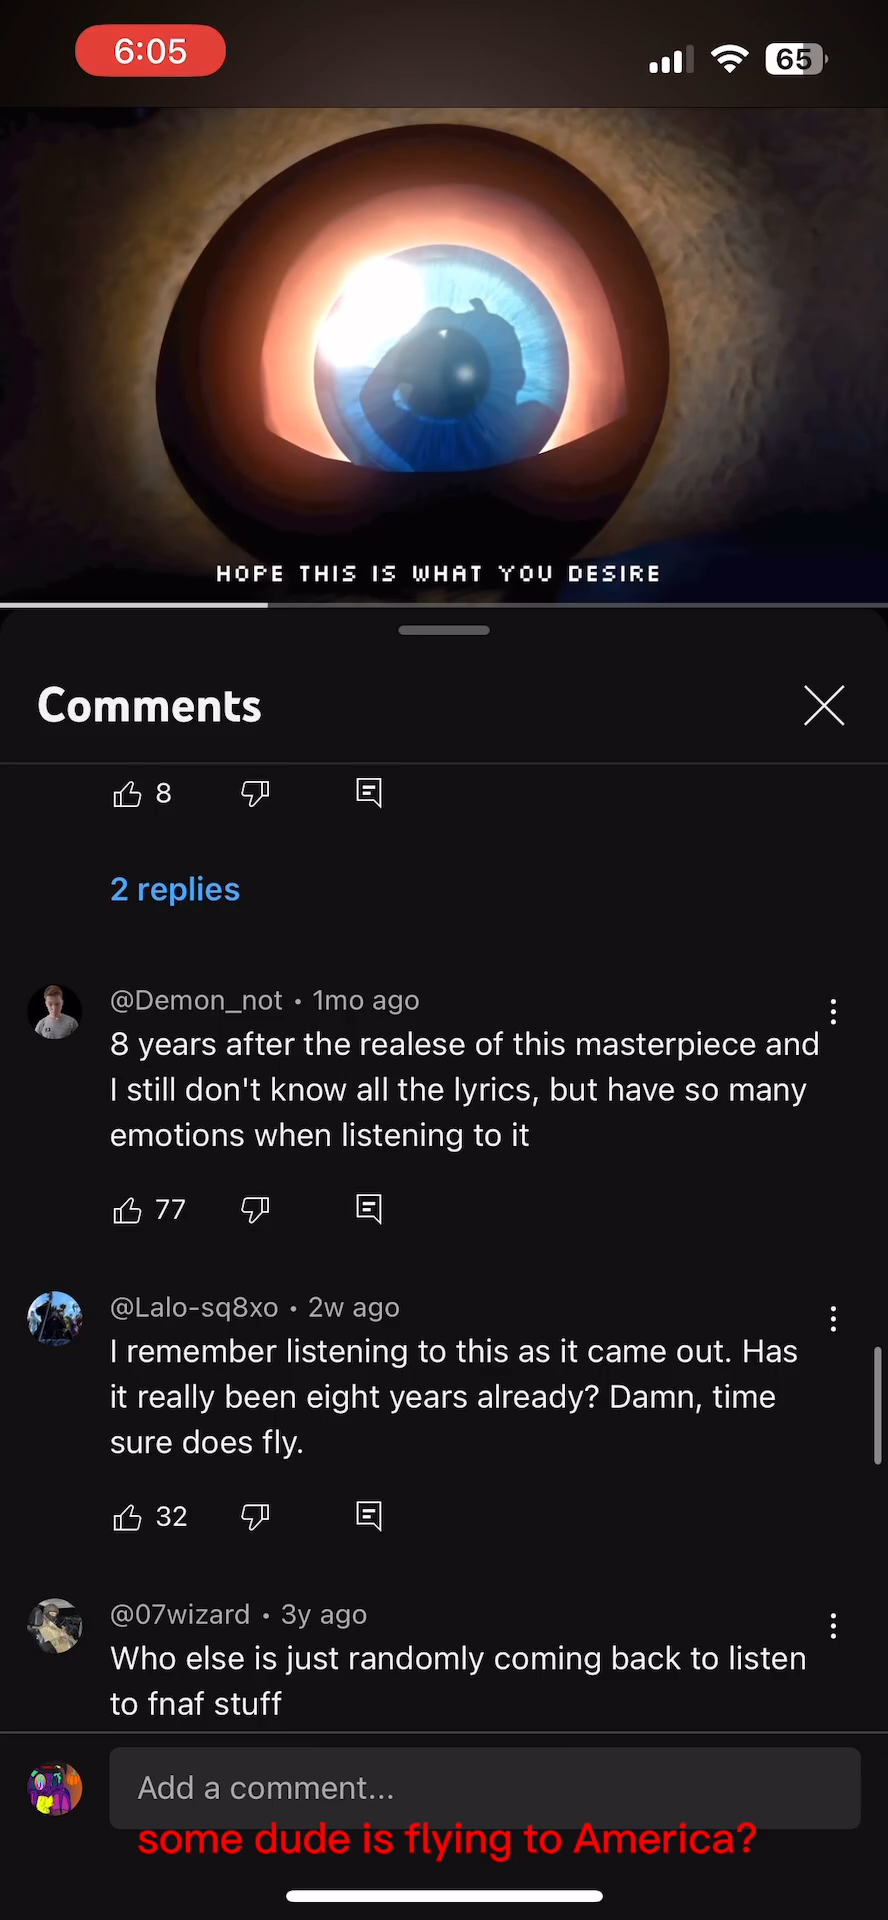 6:05
65
HOPE THIS IS WHAT YOU DESIRE
Comments
8
2 replies
@Demon_not • 1mo ago
8 years after the realese of this masterpiece and
I still don't know all the lyrics, but have so many
emotions when listening to it
77
@Lalo-sq8xo • 2w ago
I remember listening to this as it came out. Has
it really been eight years already? Damn, time
sure does fly.
32
@07wizard • 3y ago
Who else is just randomly coming back to listen
to fnaf stuff
Add a comment...
some dude is flying to America?